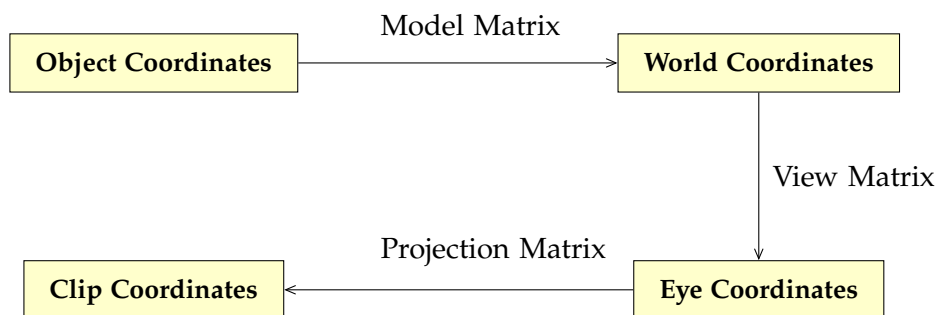 Model Matrix
Object Coordinates
World Coordinates
View Matrix
Projection Matrix
Clip Coordinates
Eye Coordinates